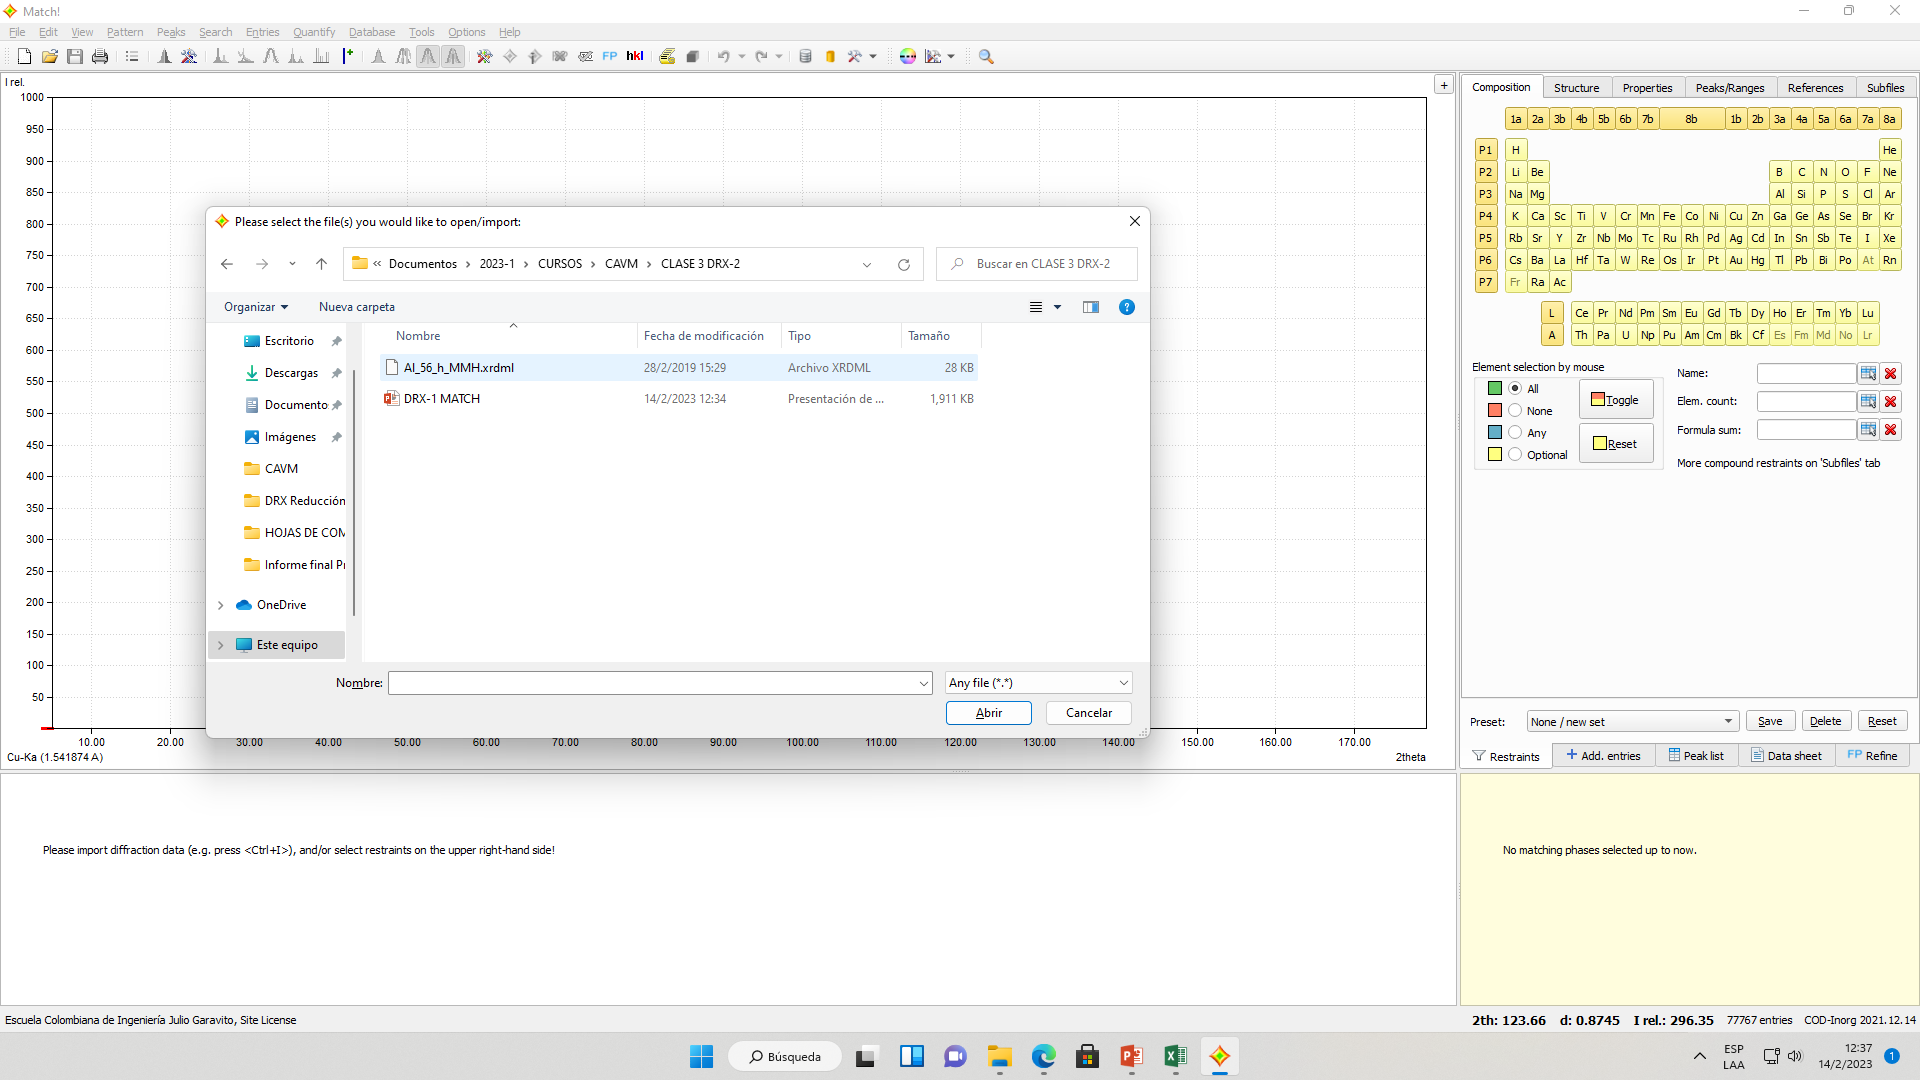 Match!
File Edit View Pattern Peaks Search Entries Quantify Database Tools Options Help
FP hkl
I rel.
1000
950
900
850
800
750
700
650
600
550
500
450
400
350
300
250
200
150
100
50
10.00 20.00 30.00 40.00 50.00 60.00 70.00 80.00 90.00 100.00 110.00 120.00 130.00 140.00 150.00 160.00 170.00
Cu-Ka (1.541874 A) 2theta
Please select the file(s) you would like to open/import:
« Documentos › 2023-1 › CURSOS › CAVM › CLASE 3 DRX-2
Buscar en CLASE 3 DRX-2
Organizar Nueva carpeta
Nombre Fecha de modificación Tipo Tamaño
Al_56_h_MMH.xrdml 28/2/2019 15:29 Archivo XRDML 28 KB
DRX-1 MATCH 14/2/2023 12:34 Presentación de ... 1,911 KB
Escritorio
Descargas
Documento
Imágenes
CAVM
DRX Reducción
HOJAS DE COM
Informe final Pr
OneDrive
Este equipo
Nombre: Any file (*.*)
Abrir Cancelar
Composition Structure Properties Peaks/Ranges References Subfiles
1a 2a 3b 4b 5b 6b 7b 8b 1b 2b 3a 4a 5a 6a 7a 8a
P1 H He
P2 Li Be B C N O F Ne
P3 Na Mg Al Si P S Cl Ar
P4 K Ca Sc Ti V Cr Mn Fe Co Ni Cu Zn Ga Ge As Se Br Kr
P5 Rb Sr Y Zr Nb Mo Tc Ru Rh Pd Ag Cd In Sn Sb Te I Xe
P6 Cs Ba La Hf Ta W Re Os Ir Pt Au Hg Tl Pb Bi Po At Rn
P7 Fr Ra Ac
L Ce Pr Nd Pm Sm Eu Gd Tb Dy Ho Er Tm Yb Lu
A Th Pa U Np Pu Am Cm Bk Cf Es Fm Md No Lr
Element selection by mouse
All
None
Any
Optional
Toggle
Reset
Name:
Elem. count:
Formula sum:
More compound restraints on 'Subfiles' tab
Preset: None / new set Save Delete Reset
Restraints Add. entries Peak list Data sheet FP Refine
Please import diffraction data (e.g. press <Ctrl+I>), and/or select restraints on the upper right-hand side!
No matching phases selected up to now.
Escuela Colombiana de Ingeniería Julio Garavito, Site License
2th: 123.66 d: 0.8745 I rel.: 296.35 77767 entries COD-Inorg 2021.12.14
Búsqueda
ESP
LAA
12:37
14/2/2023
1